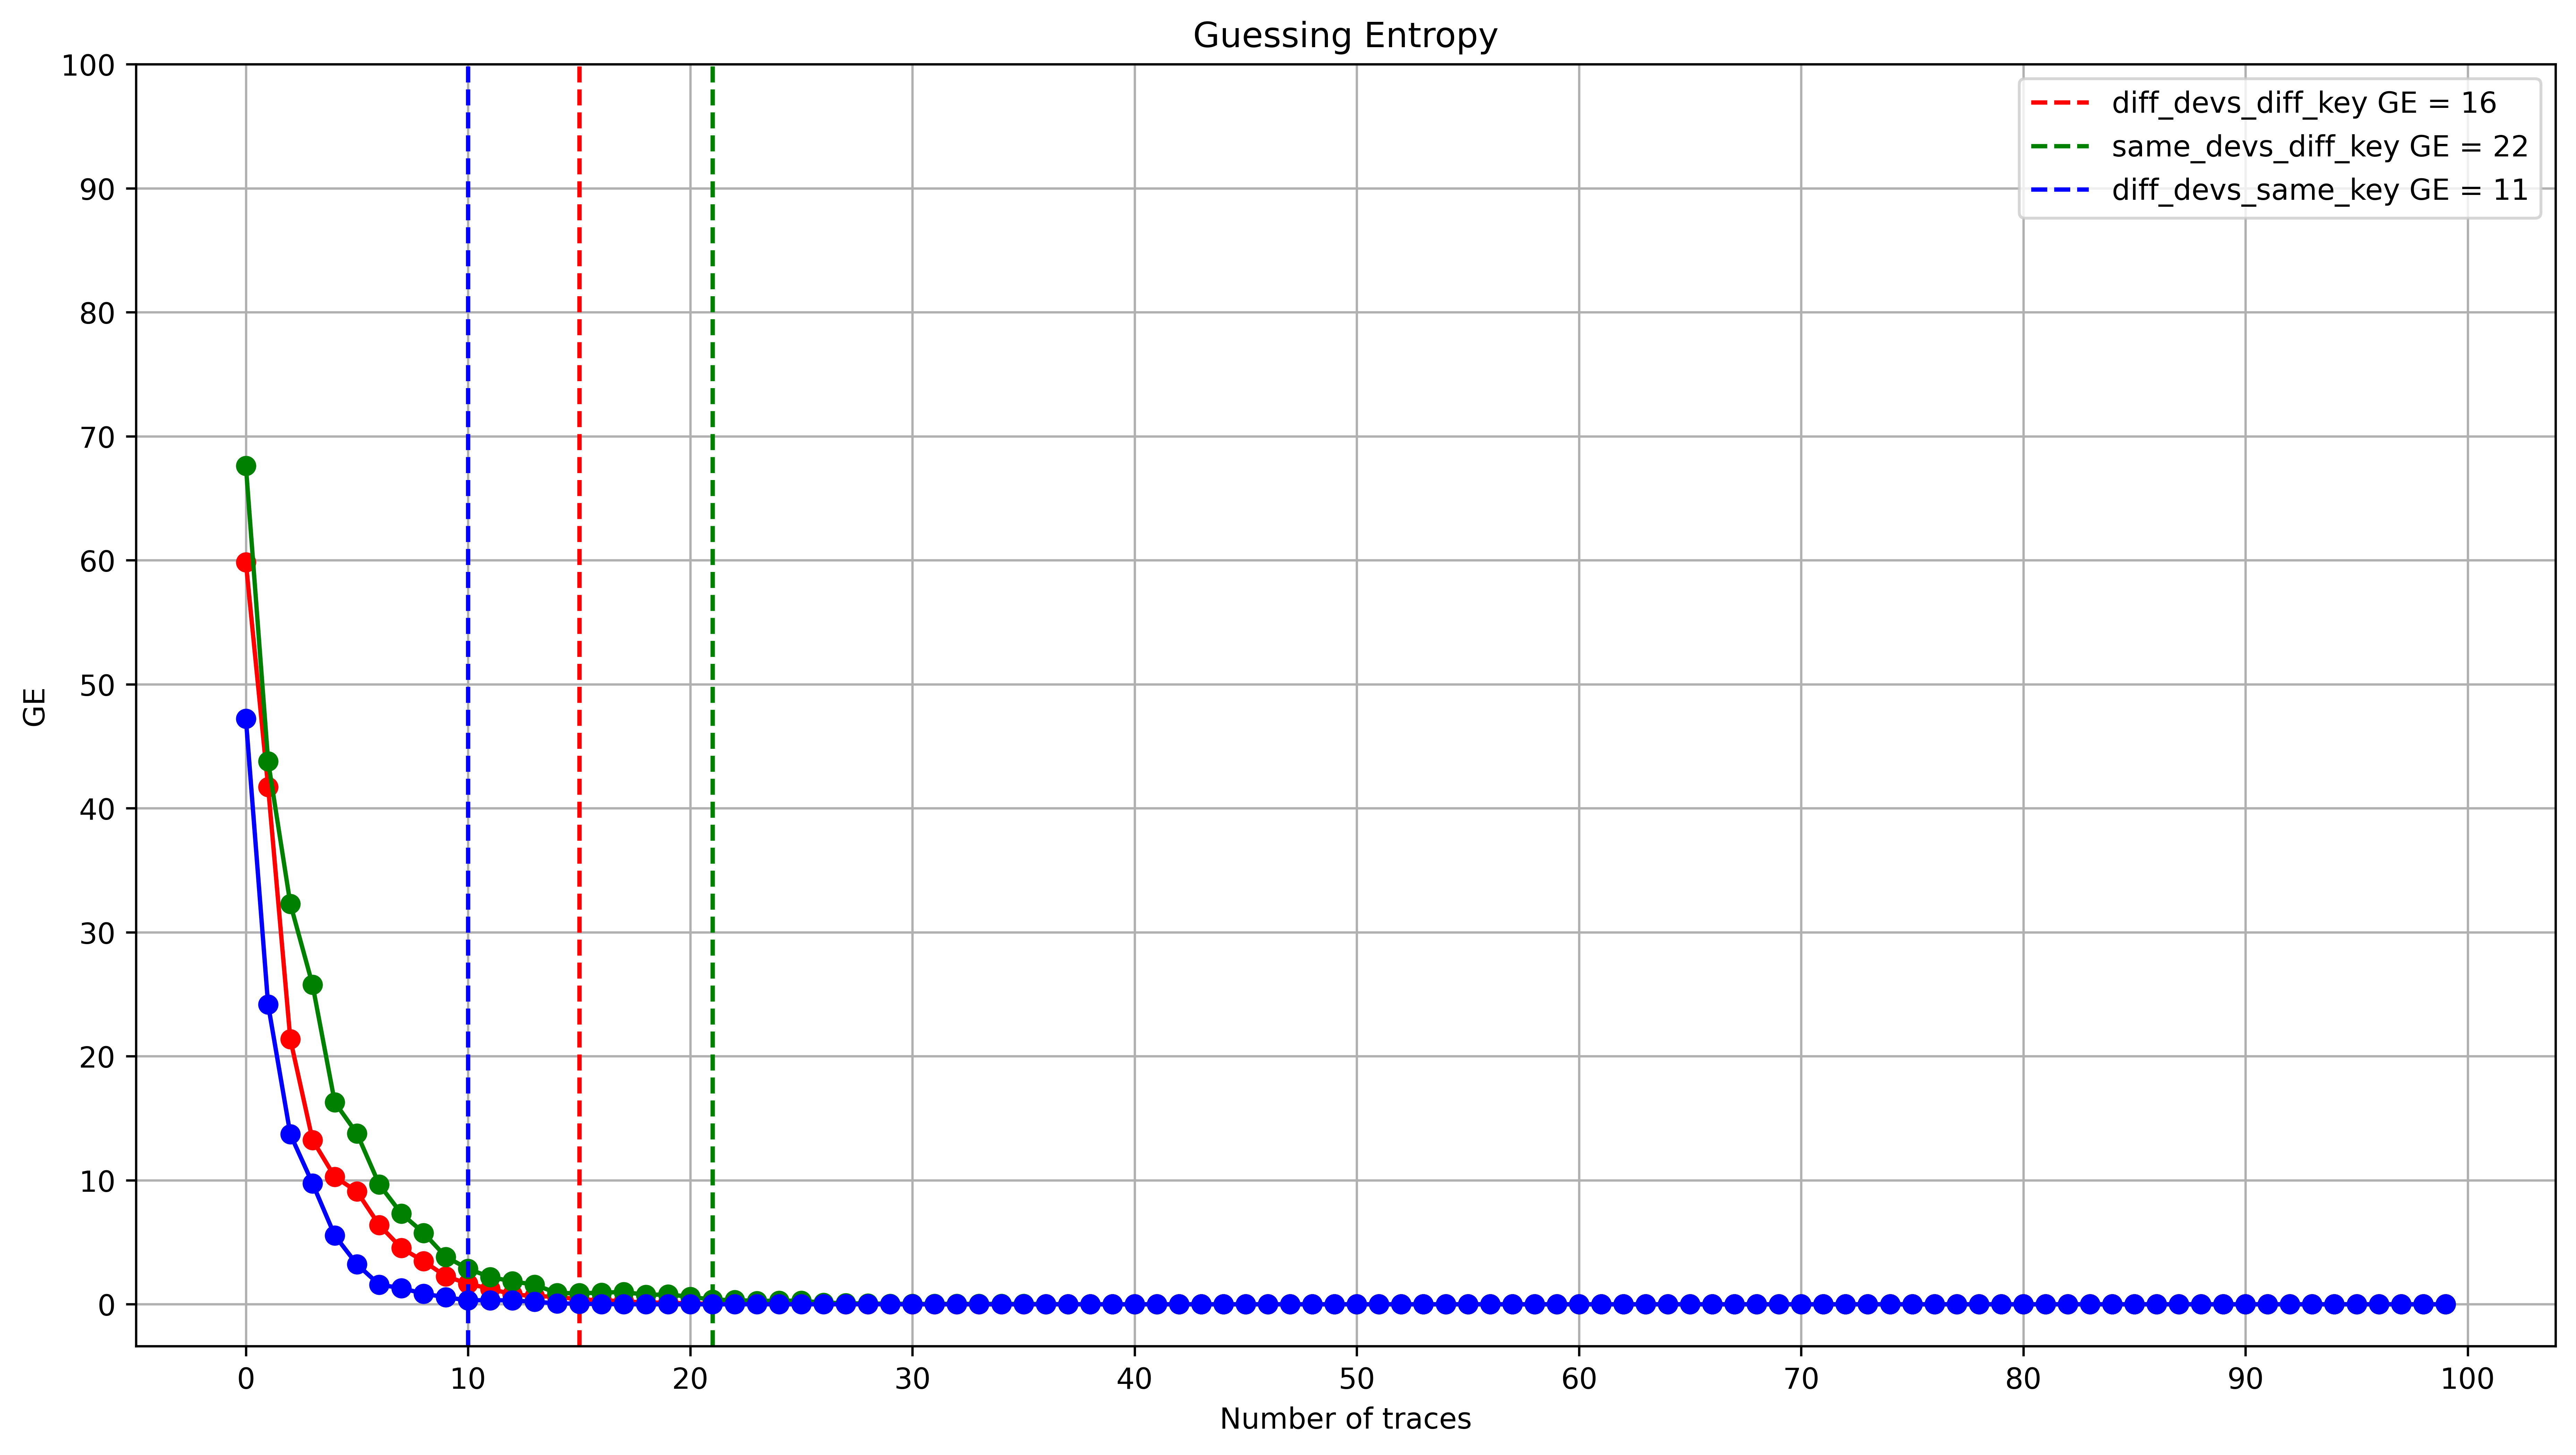 Guessing Entropy
100
90
80
70
60
50
40
30
20
10
0
GE
diff_devs_diff_key GE = 16
same_devs_diff_key GE = 22
diff_devs_same_key GE = 11
0 10 20 30 40 50 60 70 80 90 100
Number of traces